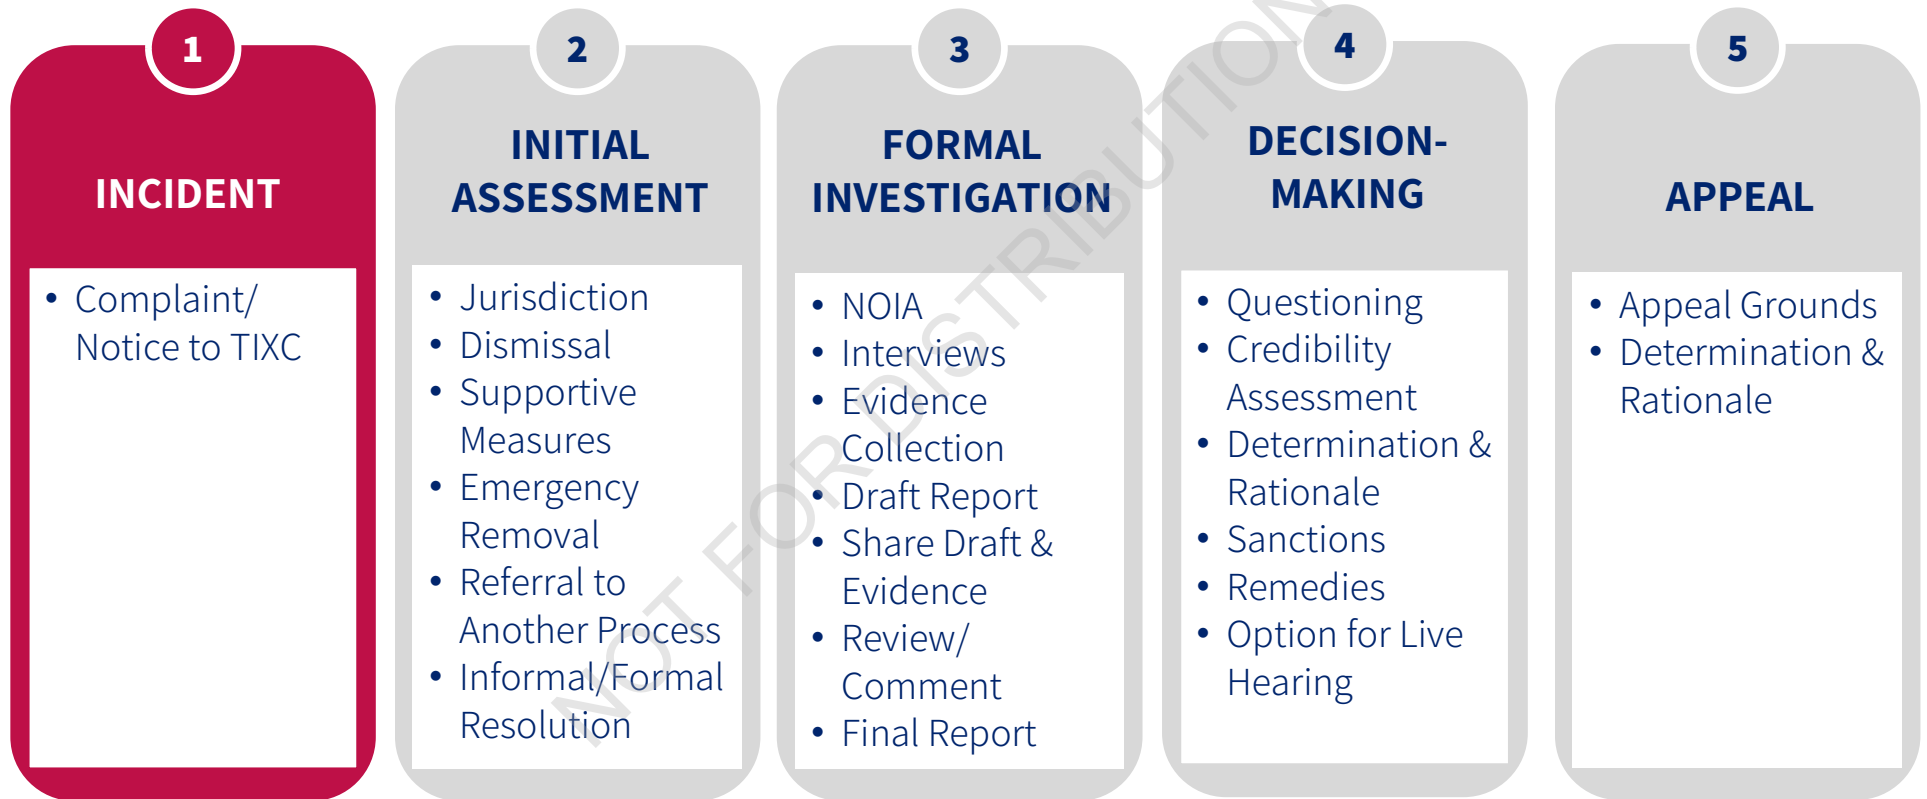 1
INCIDENT
• Complaint/
Notice to TIXC
2
INITIAL
ASSESSMENT
• Jurisdiction
• Dismissal
• Supportive
Measures
• Emergency
Removal
• Referral to
Another Process
• Informal/Formal
Resolution
3
FORMAL
INVESTIGATION
• NOIA
• Interviews
• Evidence
Collection
• Draft Report
• Share Draft &
Evidence
• Review/
Comment
• Final Report
4
DECISION-
MAKING
• Questioning
• Credibility
Assessment
• Determination &
Rationale
• Sanctions
• Remedies
• Option for Live
Hearing
5
APPEAL
• Appeal Grounds
• Determination &
Rationale
NOT FOR DISTRIBUTION